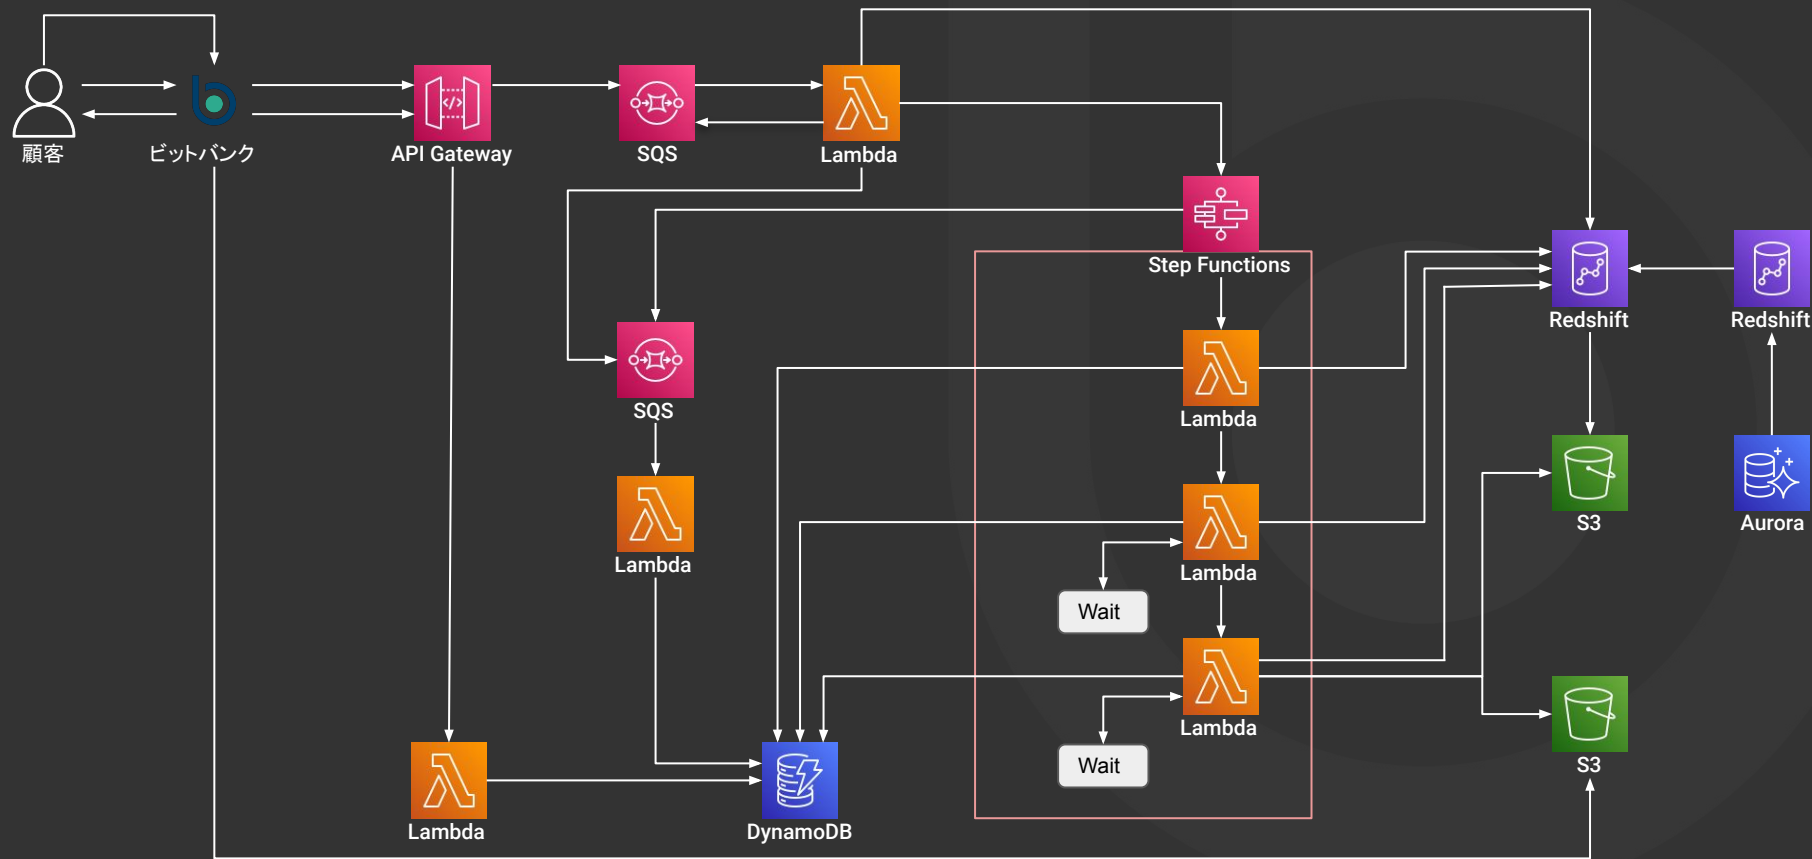 顧客
ビットバンク
API Gateway
SQS
Lambda
Step Functions
Redshift
Redshift
Lambda
SQS
S3
Aurora
Lambda
Lambda
Wait
Lambda
Wait
S3
Lambda
DynamoDB